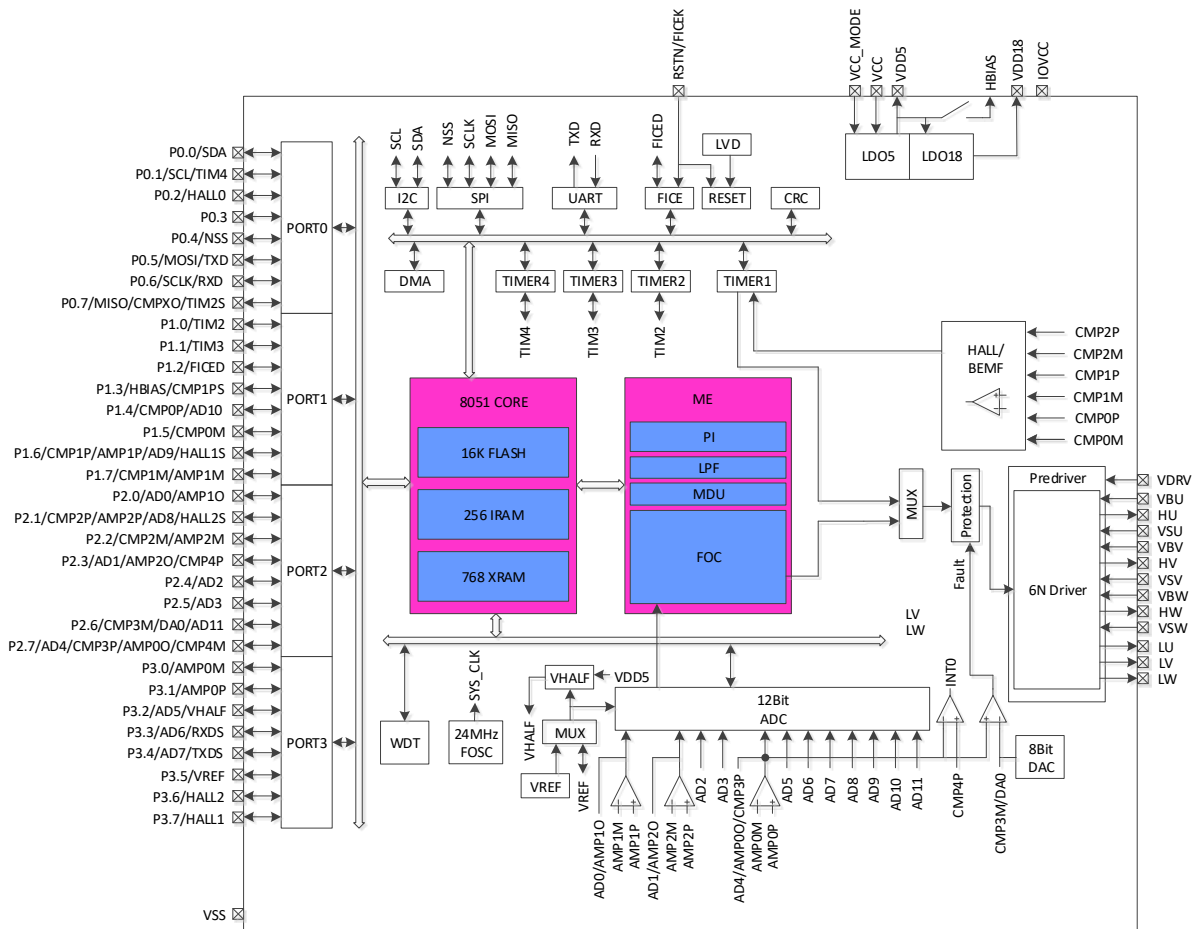 RSTN/FICEK
VCC_MODE
VCC
VDD5
HBIAS
VDD18
IOVCC
P0.0/SDA
P0.1/SCL/TIM4
P0.2/HALL0
P0.3
P0.4/NSS
P0.5/MOSI/TXD
P0.6/SCLK/RXD
P0.7/MISO/CMPXO/TIM2S
P1.0/TIM2
P1.1/TIM3
P1.2/FICED
P1.3/HBIAS/CMP1PS
P1.4/CMP0P/AD10
P1.5/CMP0M
P1.6/CMP1P/AMP1P/AD9/HALL1S
P1.7/CMP1M/AMP1M
P2.0/AD0/AMP1O
P2.1/CMP2P/AMP2P/AD8/HALL2S
P2.2/CMP2M/AMP2M
P2.3/AD1/AMP2O/CMP4P
P2.4/AD2
P2.5/AD3
P2.6/CMP3M/DA0/AD11
P2.7/AD4/CMP3P/AMP0O/CMP4M
P3.0/AMP0M
P3.1/AMP0P
P3.2/AD5/VHALF
P3.3/AD6/RXDS
P3.4/AD7/TXDS
P3.5/VREF
P3.6/HALL2
P3.7/HALL1
VSS
PORT0
PORT1
PORT2
PORT3
SCL
SDA
NSS
SCLK
MOSI
MISO
TXD
RXD
FICED
LVD
I2C
SPI
UART
FICE
RESET
CRC
LDO5
LDO18
DMA
TIMER4
TIMER3
TIMER2
TIMER1
TIM4
TIM3
TIM2
HALL/
BEMF
CMP2P
CMP2M
CMP1P
CMP1M
CMP0P
CMP0M
8051 CORE
16K FLASH
256 IRAM
768 XRAM
ME
PI
LPF
MDU
FOC
MUX
Protection
Fault
Predriver
6N Driver
VDRV
VBU
HU
VSU
VBV
HV
VSV
VBW
HW
VSW
LU
LV
LW
LV
LW
WDT
SYS_CLK
24MHz
FOSC
VHALF
VDD5
VHALF
MUX
VREF
VREF
12Bit
ADC
INT0
8Bit
DAC
AD0/AMP1O
AMP1M
AMP1P
AD1/AMP2O
AMP2M
AMP2P
AD2
AD3
AD4/AMP0O/CMP3P
AMP0M
AMP0P
AD5
AD6
AD7
AD8
AD9
AD10
AD11
CMP4P
CMP3M/DA0